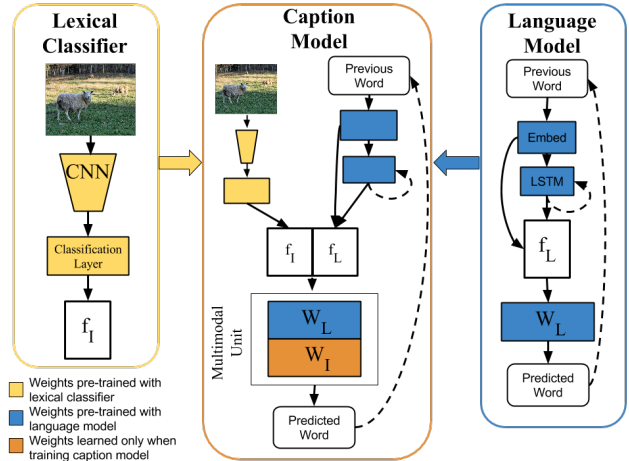 Lexical
Classifier
CNN
Classification
Layer
f_I
Weights pre-trained with
lexical classifier
Weights pre-trained with
language model
Weights learned only when
training caption model
Caption
Model
Previous
Word
f_I
f_L
Multimodal
Unit
W_L
W_I
Predicted
Word
Language
Model
Previous
Word
Embed
LSTM
f_L
W_L
Predicted
Word